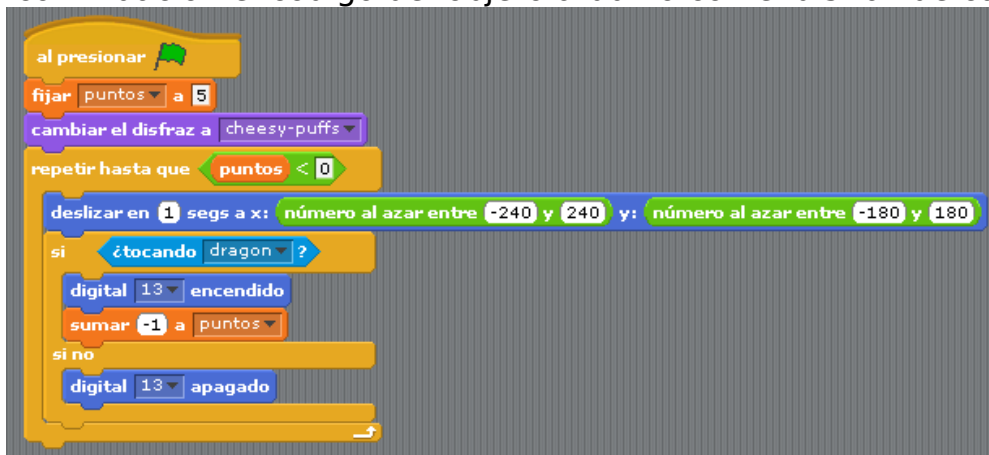 al presionar
fijar puntos a 5
cambiar el disfraz a cheesy-puffs
repetir hasta que puntos < 0
deslizar en 1 segs a x: número al azar entre -240 y 240 y: número al azar entre -180 y 180
si ¿tocando dragon ?
digital 13 encendido
sumar -1 a puntos
si no
digital 13 apagado